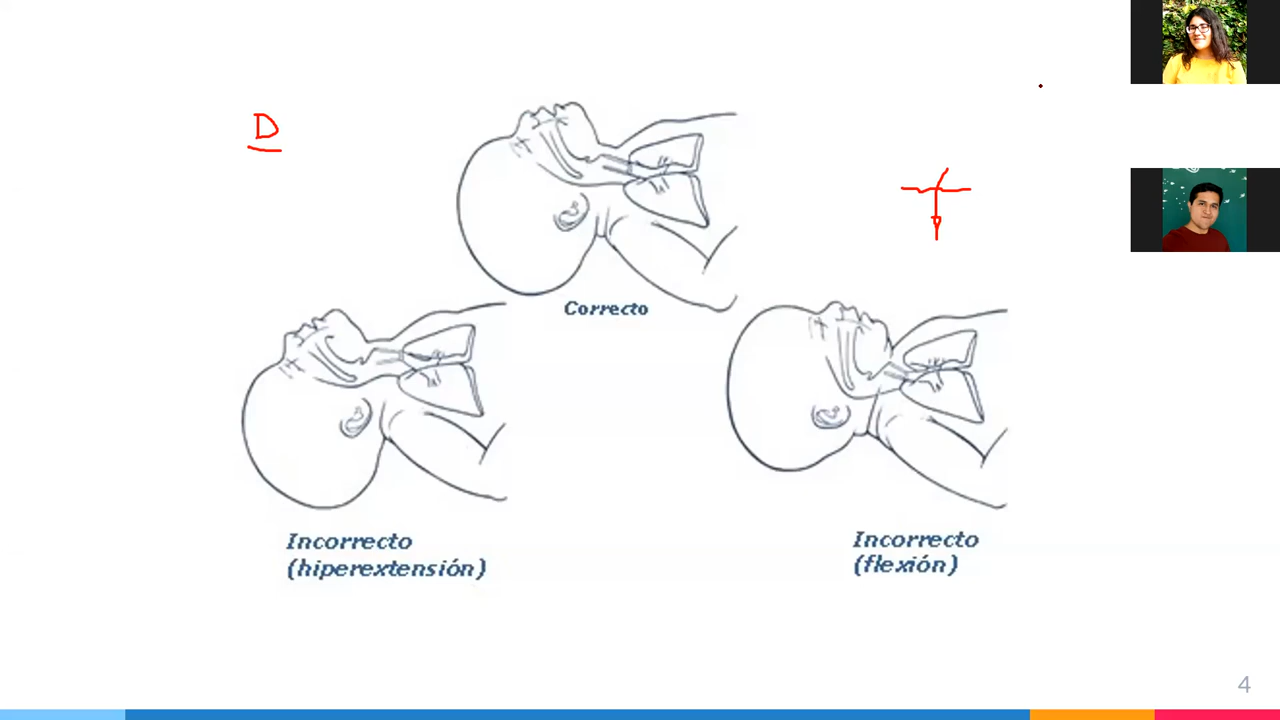 D
Correcto
Incorrecto
(hiperextensión)
Incorrecto
(flexión)
4